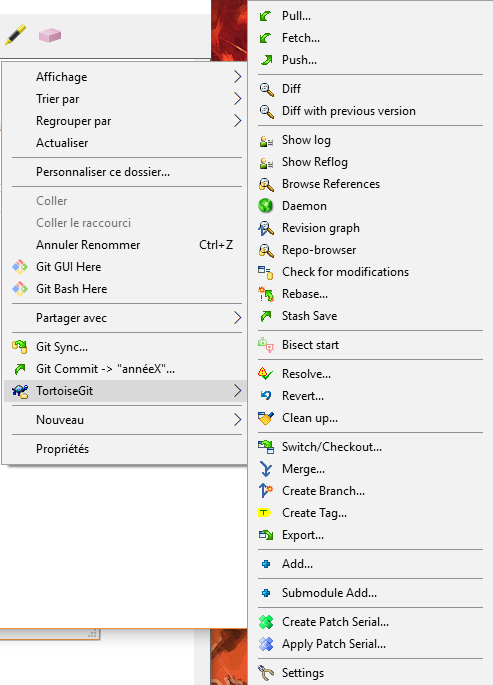 Affichage
Trier par
Regrouper par
Actualiser
Personnaliser ce dossier...
Coller
Coller le raccourci
Annuler Renommer Ctrl+Z
Git GUI Here
Git Bash Here
Partager avec
Git Sync...
Git Commit -> "annéeX"...
TortoiseGit
Nouveau
Propriétés
Pull...
Fetch...
Push...
Diff
Diff with previous version
Show log
Show Reflog
Browse References
Daemon
Revision graph
Repo-browser
Check for modifications
Rebase...
Stash Save
Bisect start
Resolve...
Revert...
Clean up...
Switch/Checkout...
Merge...
Create Branch...
Create Tag...
Export...
Add...
Submodule Add...
Create Patch Serial...
Apply Patch Serial...
Settings